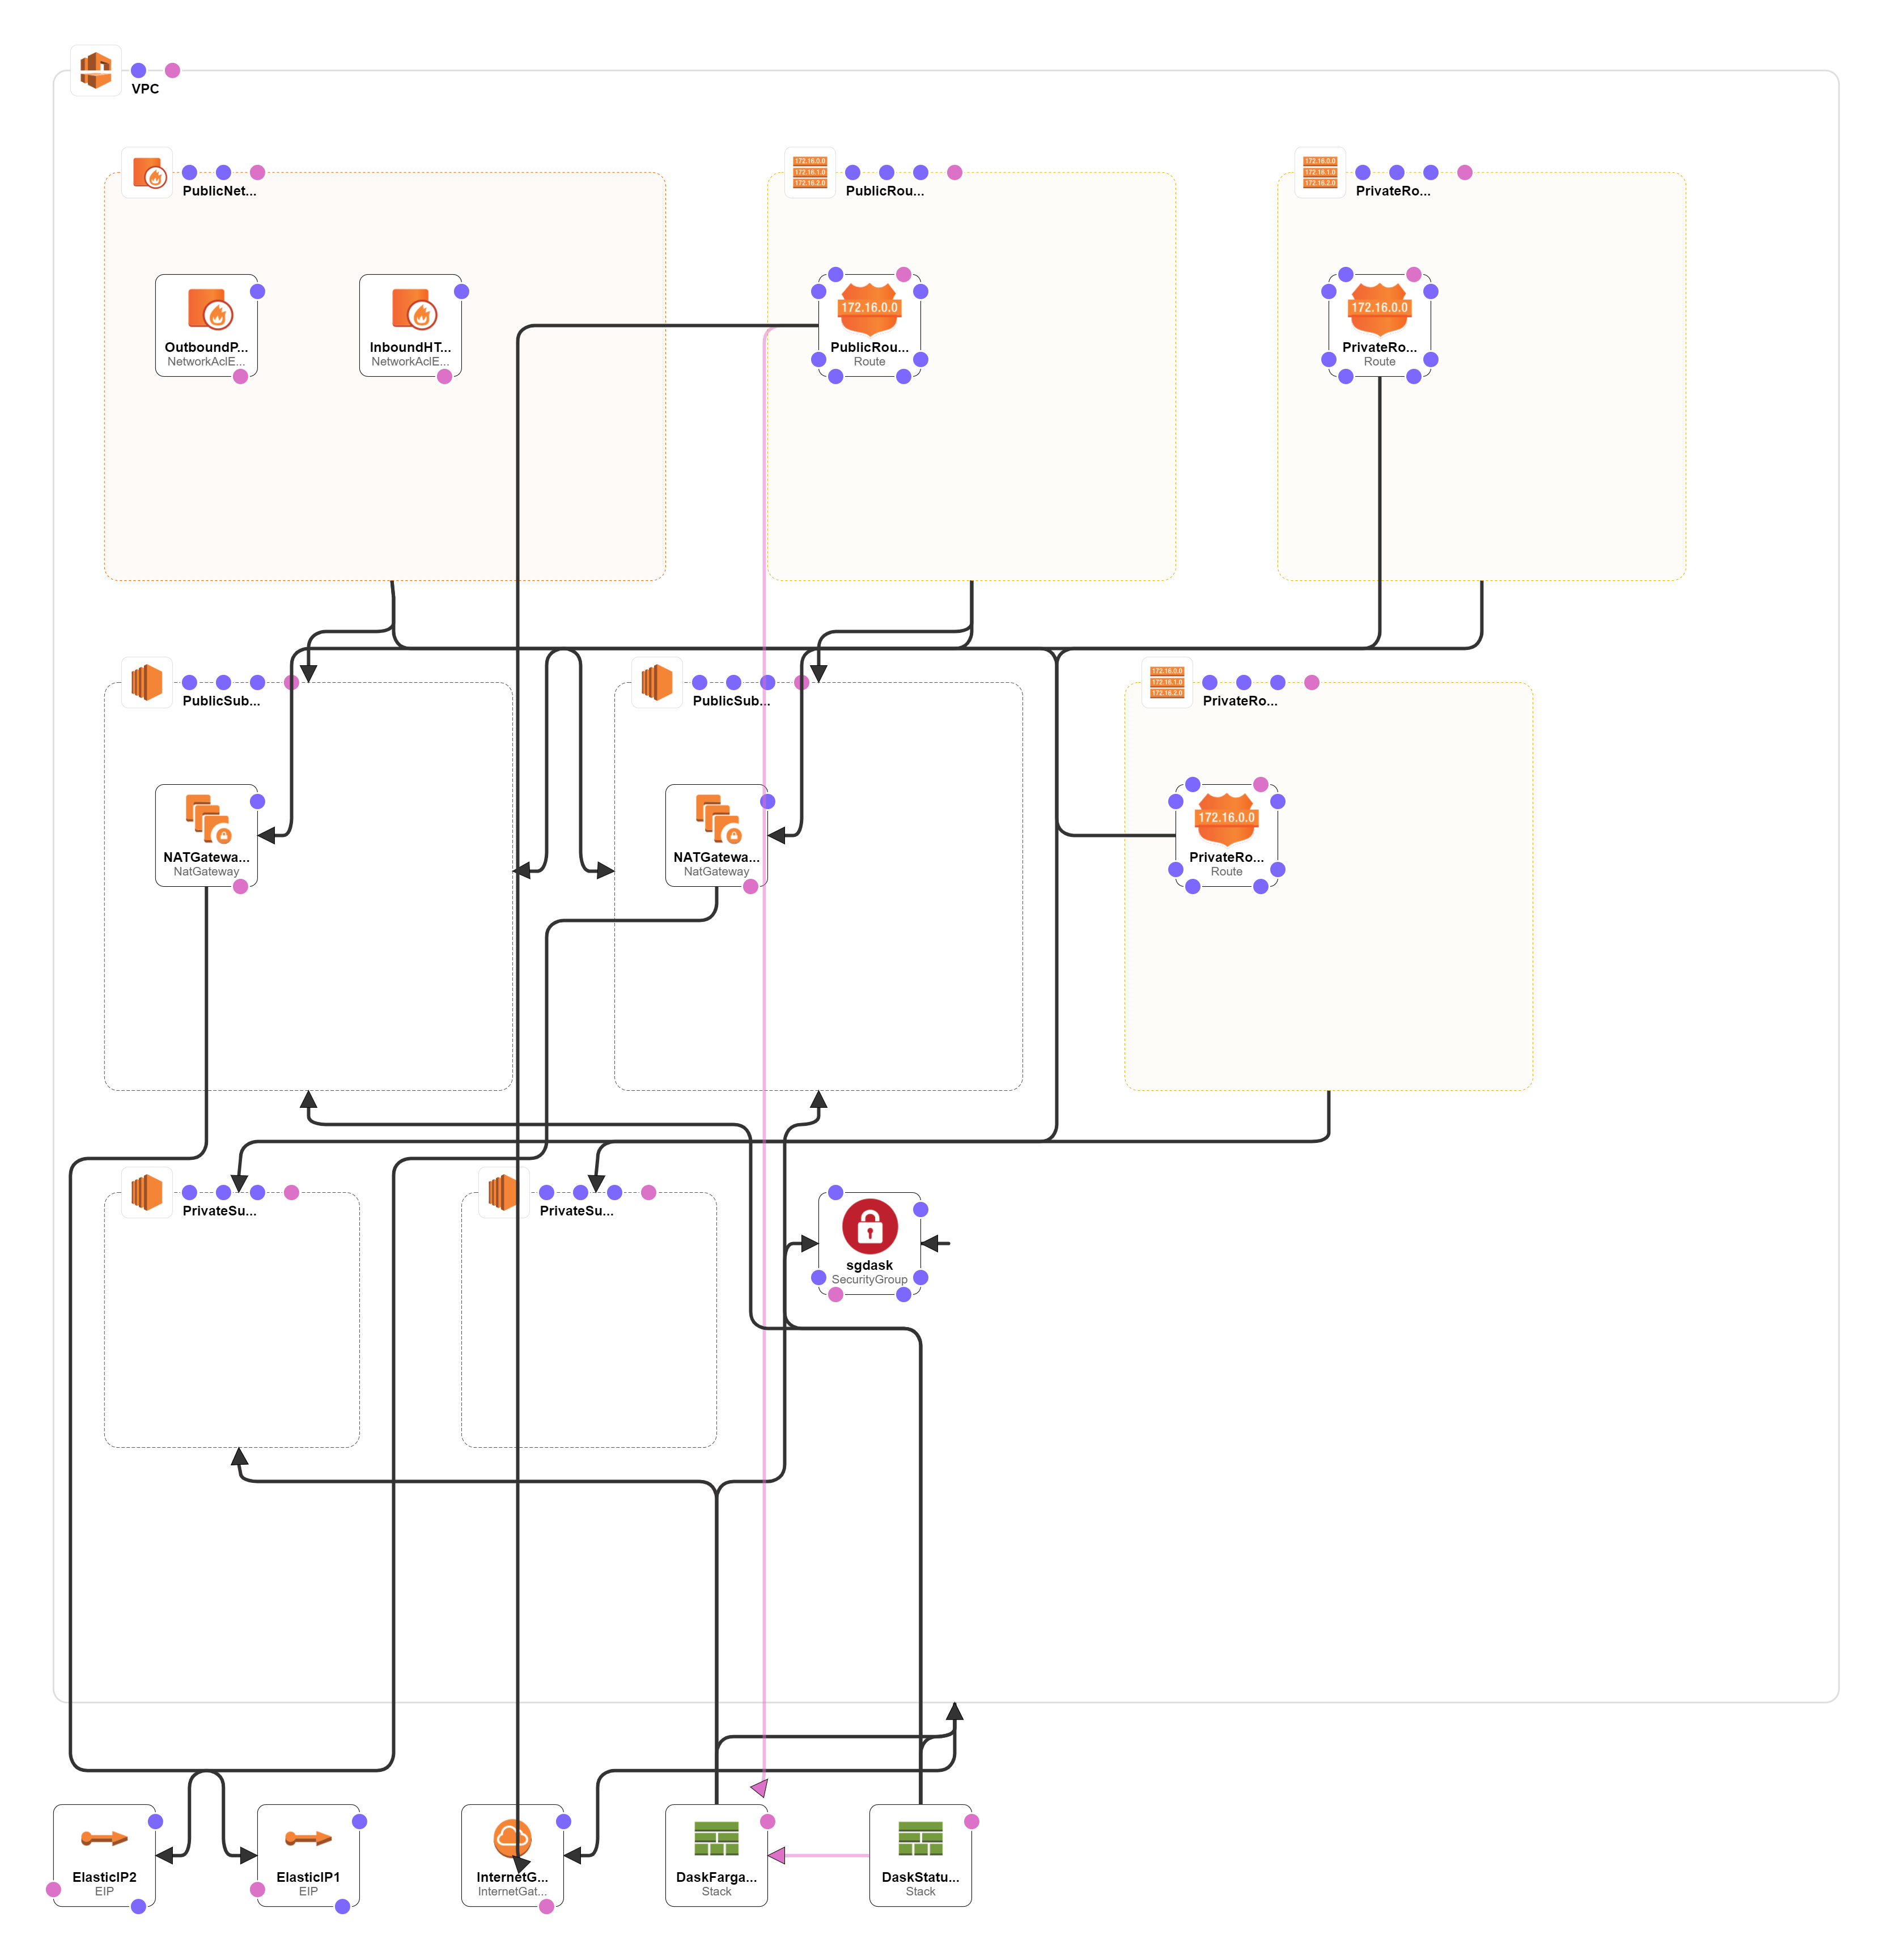 VPC
PublicNet...
172.16.0.0
172.16.1.0
172.16.2.0
PublicRou...
172.16.0.0
172.16.1.0
172.16.2.0
PrivateRo...
OutboundP...
NetworkAclE...
InboundHT...
NetworkAclE...
172.16.0.0
PublicRou...
Route
172.16.0.0
PrivateRo...
Route
PublicSub...
PublicSub...
172.16.0.0
172.16.1.0
172.16.2.0
PrivateRo...
NATGatewa...
NatGateway
NATGatewa...
NatGateway
172.16.0.0
PrivateRo...
Route
PrivateSu...
PrivateSu...
sgdask
SecurityGroup
ElasticIP2
EIP
ElasticIP1
EIP
InternetG...
InternetGat...
DaskFarga...
Stack
DaskStatu...
Stack